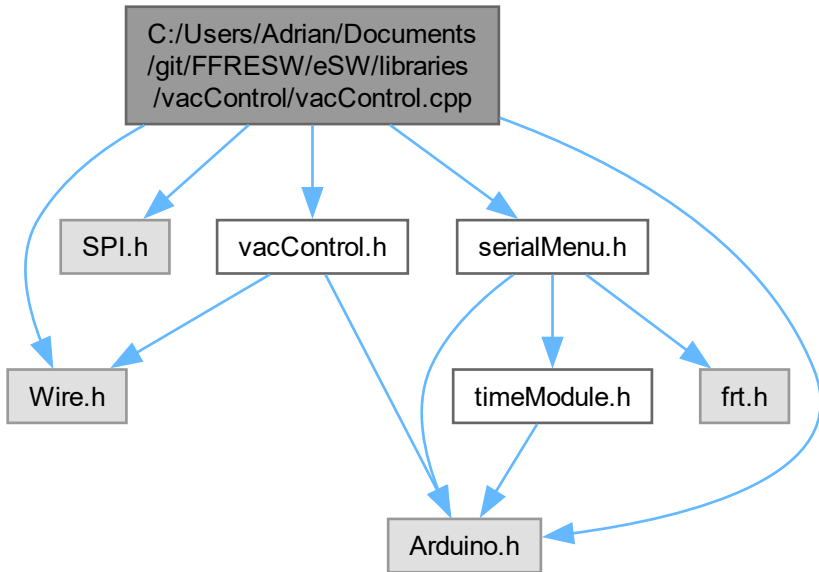 C:/Users/Adrian/Documents
/git/FFRESW/eSW/libraries
/vacControl/vacControl.cpp
SPI.h
vacControl.h
serialMenu.h
Wire.h
timeModule.h
frt.h
Arduino.h